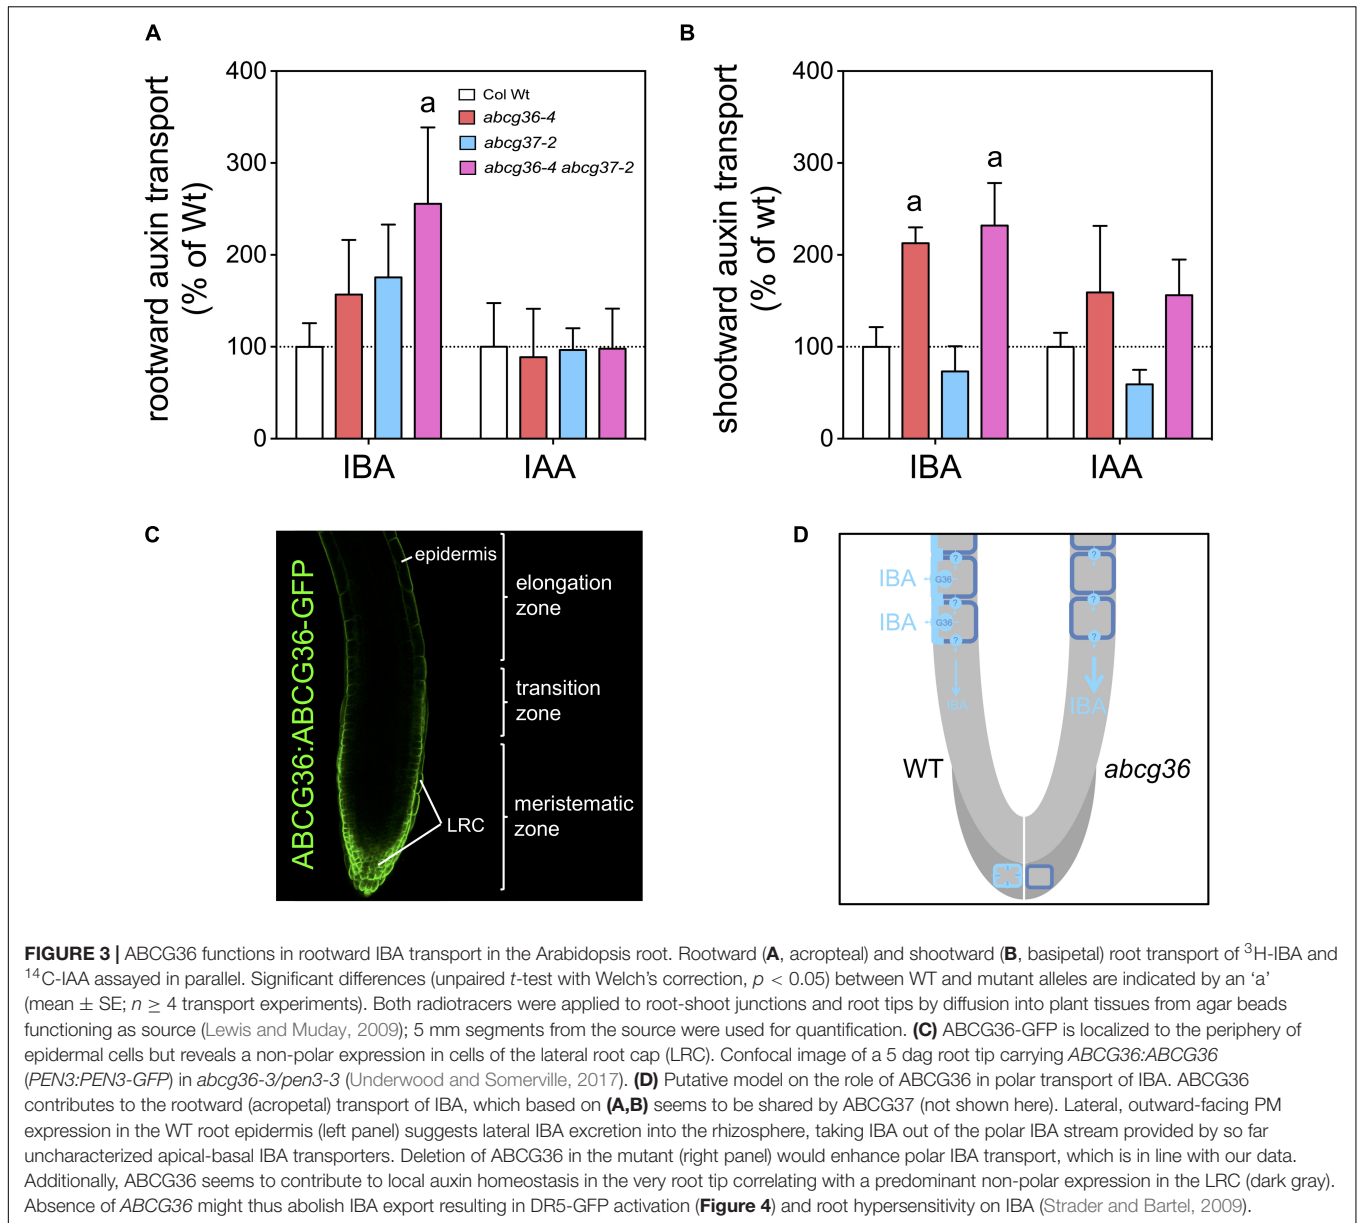 A
rootward auxin transport
(% of Wt)
400
300
200
100
0
Col Wt
abcg36-4
abcg37-2
abcg36-4 abcg37-2
a
IBA
IAA
B
shootward auxin transport
(% of wt)
400
300
200
100
0
a
a
IBA
IAA
C
ABCG36:ABCG36-GFP
epidermis
elongation
zone
transition
zone
LRC
meristematic
zone
D
?
?
IBA
G36
?
?
IBA
G36
?
?
IBA
IBA
WT
abcg36
FIGURE 3 | ABCG36 functions in rootward IBA transport in the Arabidopsis root. Rootward (A, acropteal) and shootward (B, basipetal) root transport of ³H-IBA and
¹⁴C-IAA assayed in parallel. Significant differences (unpaired t-test with Welch's correction, p < 0.05) between WT and mutant alleles are indicated by an 'a'
(mean ± SE; n ≥ 4 transport experiments). Both radiotracers were applied to root-shoot junctions and root tips by diffusion into plant tissues from agar beads
functioning as source (Lewis and Muday, 2009); 5 mm segments from the source were used for quantification. (C) ABCG36-GFP is localized to the periphery of
epidermal cells but reveals a non-polar expression in cells of the lateral root cap (LRC). Confocal image of a 5 dag root tip carrying ABCG36:ABCG36
(PEN3:PEN3-GFP) in abcg36-3/pen3-3 (Underwood and Somerville, 2017). (D) Putative model on the role of ABCG36 in polar transport of IBA. ABCG36
contributes to the rootward (acropetal) transport of IBA, which based on (A,B) seems to be shared by ABCG37 (not shown here). Lateral, outward-facing PM
expression in the WT root epidermis (left panel) suggests lateral IBA excretion into the rhizosphere, taking IBA out of the polar IBA stream provided by so far
uncharacterized apical-basal IBA transporters. Deletion of ABCG36 in the mutant (right panel) would enhance polar IBA transport, which is in line with our data.
Additionally, ABCG36 seems to contribute to local auxin homeostasis in the very root tip correlating with a predominant non-polar expression in the LRC (dark gray).
Absence of ABCG36 might thus abolish IBA export resulting in DR5-GFP activation (Figure 4) and root hypersensitivity on IBA (Strader and Bartel, 2009).